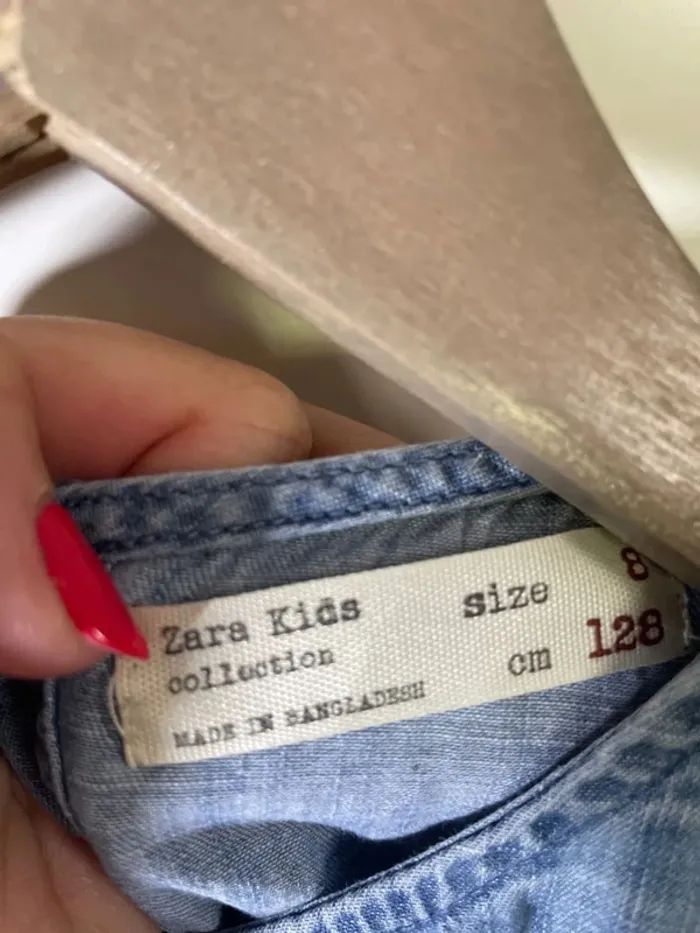 Zara Kids size 8
collection cm 128
MADE IN BANGLADESH